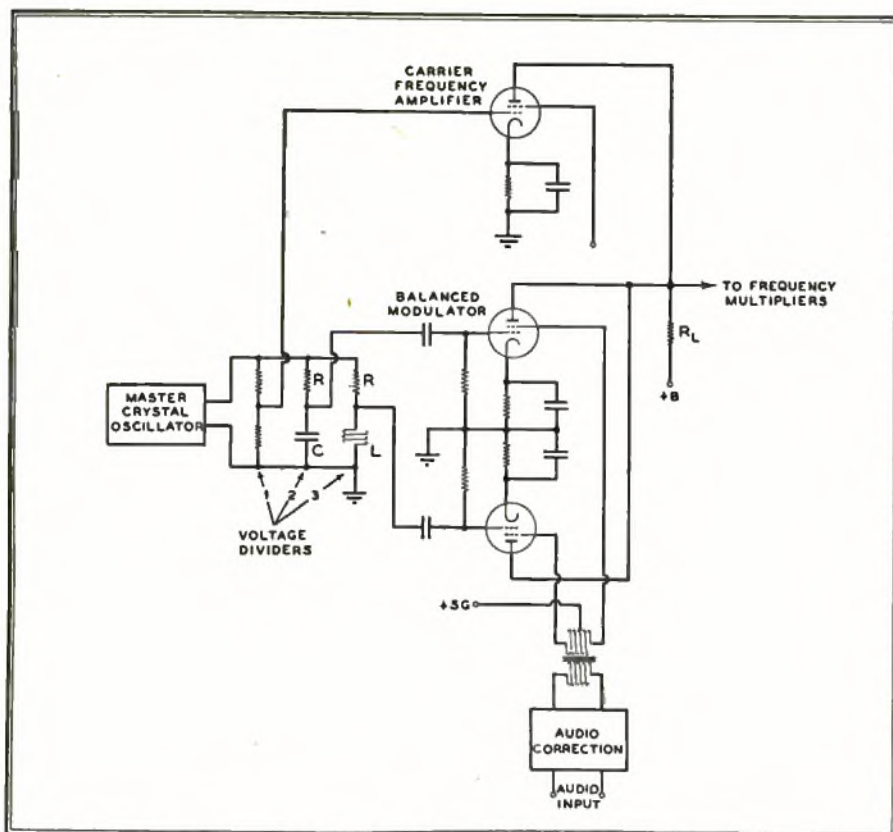 CARRIER
FREQUENCY
AMPLIFIER
TO FREQUENCY
MULTIPLIERS
BALANCED
MODULATOR
R_L
+B
MASTER
CRYSTAL
OSCILLATOR
R
R
C
L
1
2
3
VOLTAGE
DIVIDERS
+SG
AUDIO
CORRECTION
AUDIO
INPUT